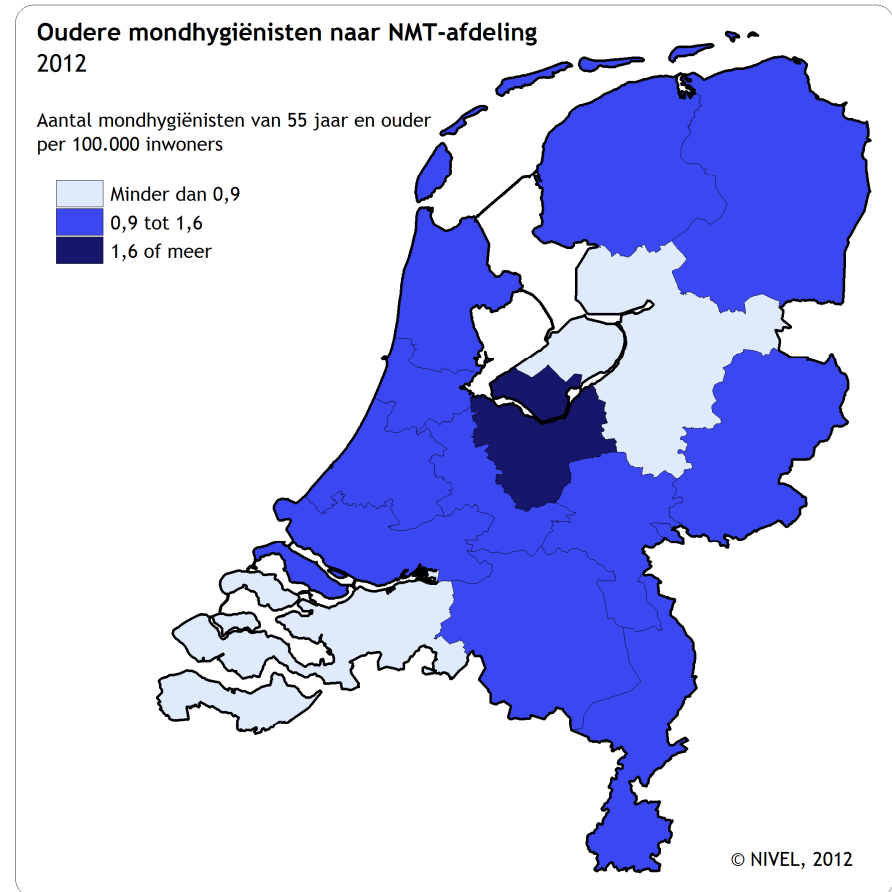 Oudere mondhygiënisten naar NMT-afdeling
2012
Aantal mondhygiënisten van 55 jaar en ouder
per 100.000 inwoners
Minder dan 0,9
0,9 tot 1,6
1,6 of meer
© NIVEL, 2012